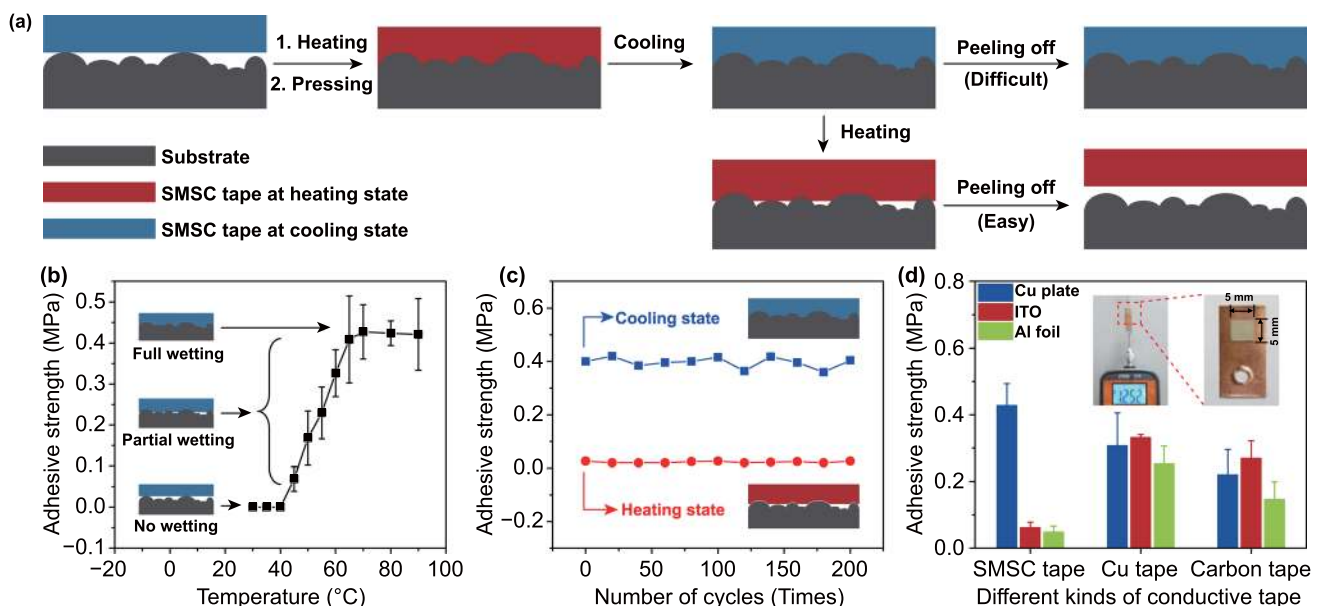 (a)
1. Heating
2. Pressing
Cooling
Peeling off
(Difficult)
Heating
Peeling off
(Easy)
Substrate
SMSC tape at heating state
SMSC tape at cooling state
(b)
Adhesive strength (MPa)
0.5
0.4
0.3
0.2
0.1
0.0
−0.1
Full wetting
Partial wetting
No wetting
−20 0 20 40 60 80 100
Temperature (°C)
(c)
Adhesive strength (MPa)
0.6
0.4
0.2
0.0
−0.2
Cooling state
Heating state
0 40 80 120 160 200
Number of cycles (Times)
(d)
Adhesive strength (MPa)
0.8
0.6
0.4
0.2
0.0
Cu plate
ITO
Al foil
5 mm
5 mm
1252
SMSC tape Cu tape Carbon tape
Different kinds of conductive tape